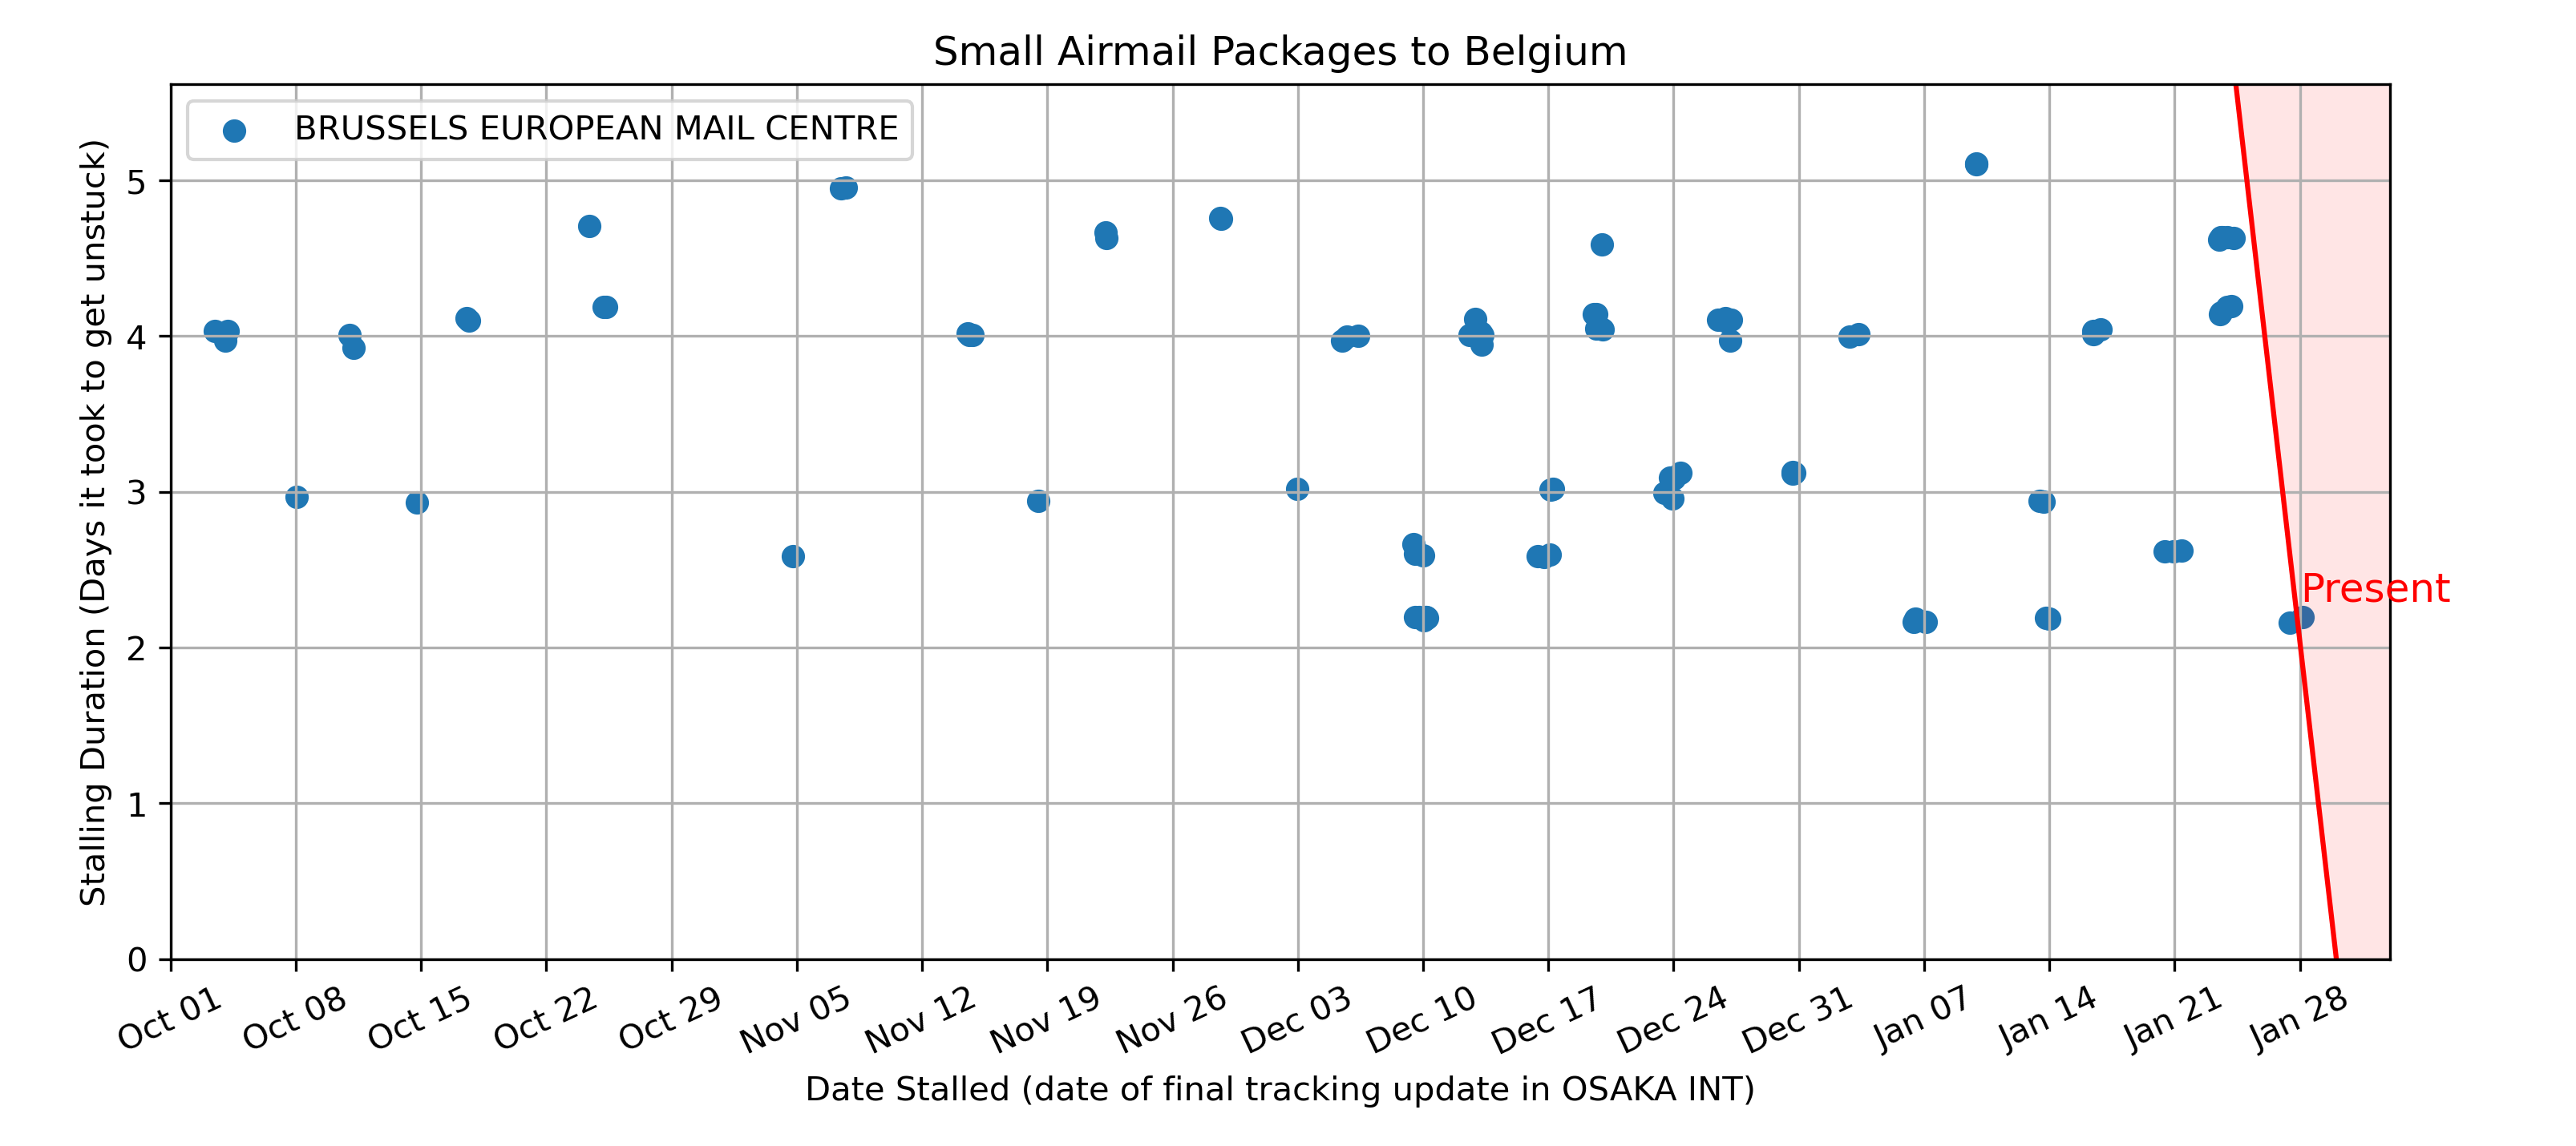 Small Airmail Packages to Belgium
BRUSSELS EUROPEAN MAIL CENTRE
Stalling Duration (Days it took to get unstuck)
5
4
3
2
1
0
Present
Oct 01
Oct 08
Oct 15
Oct 22
Oct 29
Nov 05
Nov 12
Nov 19
Nov 26
Dec 03
Dec 10
Dec 17
Dec 24
Dec 31
Jan 07
Jan 14
Jan 21
Jan 28
Date Stalled (date of final tracking update in OSAKA INT)